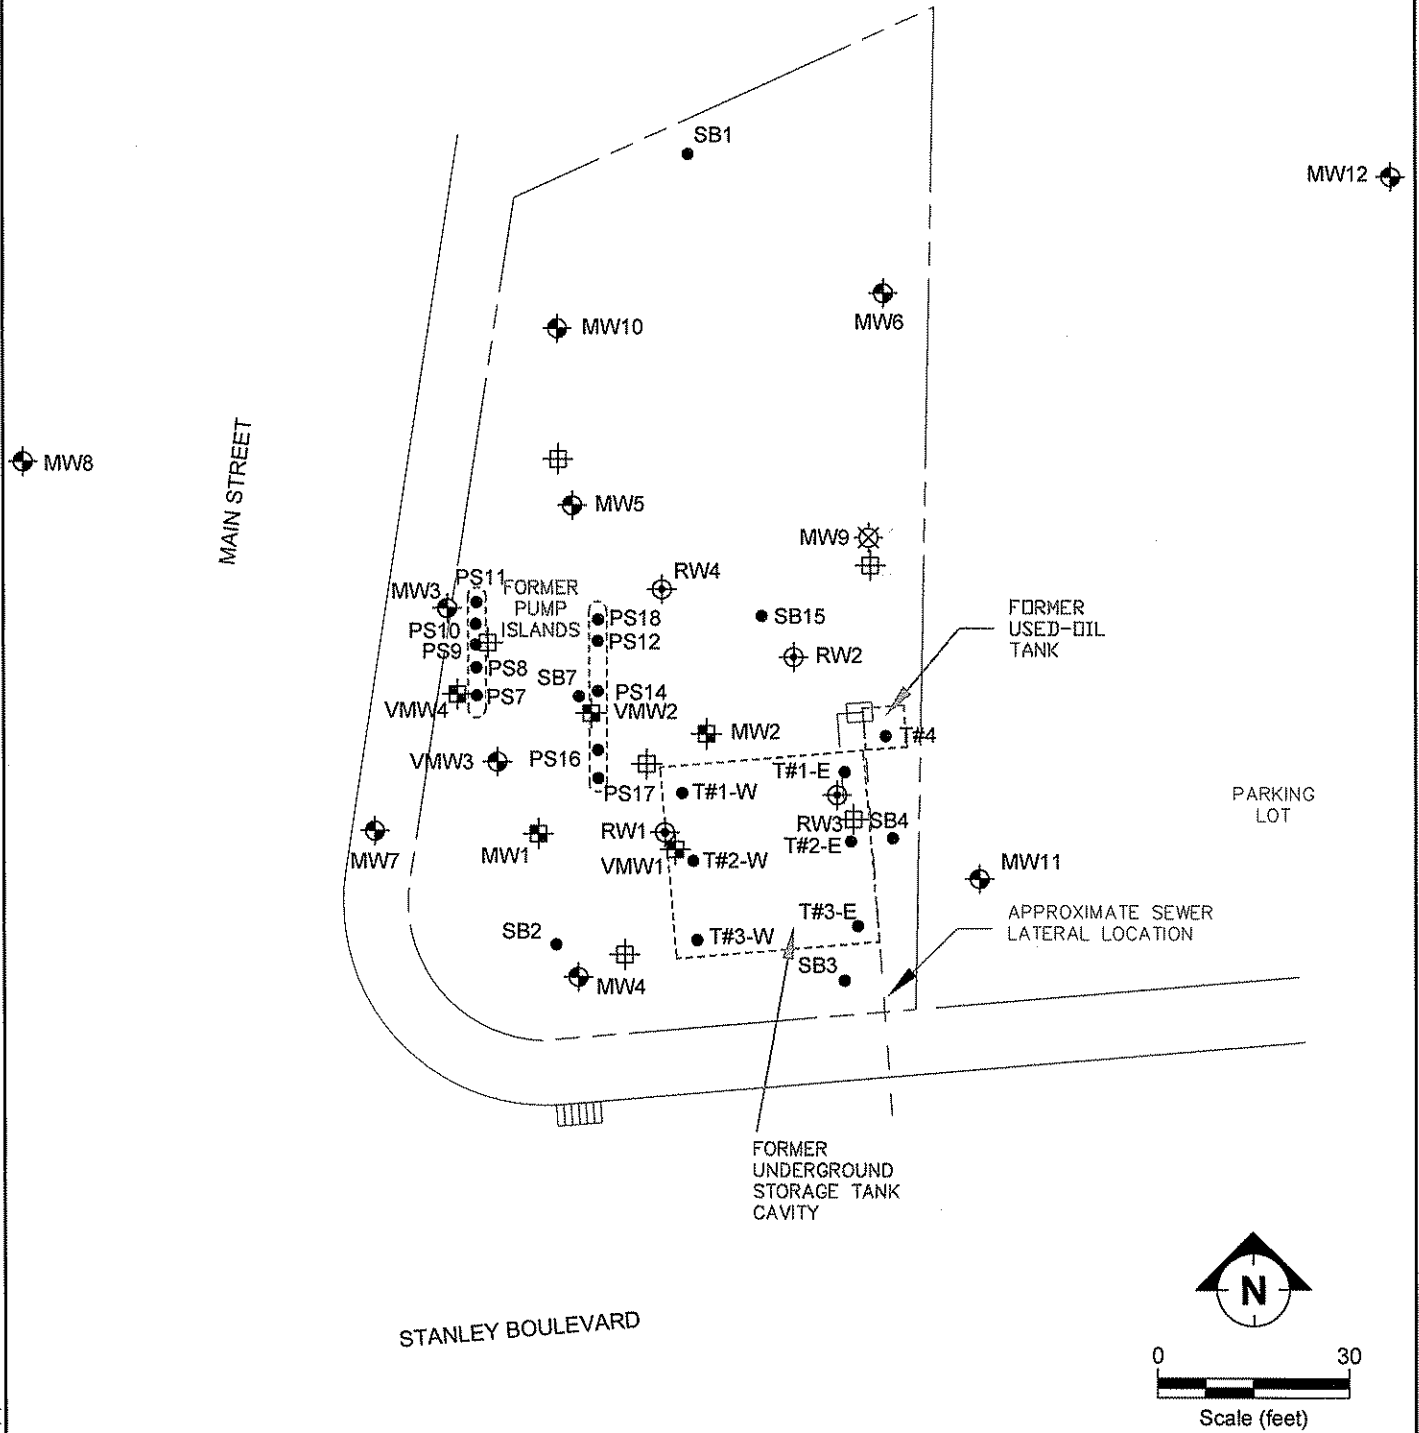 SB1
MW12
MW6
MW10
MAIN STREET
MW8
MW5
MW9
RW4
PS11
MW3
FORMER
PUMP
ISLANDS
PS18
SB15
FORMER
USED-OIL
TANK
PS10
PS12
PS9
RW2
PS8
SB7
PS14
PS7
VMW4
VMW2
MW2
T#4
VMW3
PS16
T#1-E
PS17
T#1-W
PARKING
LOT
RW3
SB4
RW1
T#2-E
MW7
MW1
VMW1
T#2-W
MW11
T#3-E
APPROXIMATE SEWER
LATERAL LOCATION
SB2
T#3-W
SB3
MW4
FORMER
UNDERGROUND
STORAGE TANK
CAVITY
N
STANLEY BOULEVARD
0 30
Scale (feet)